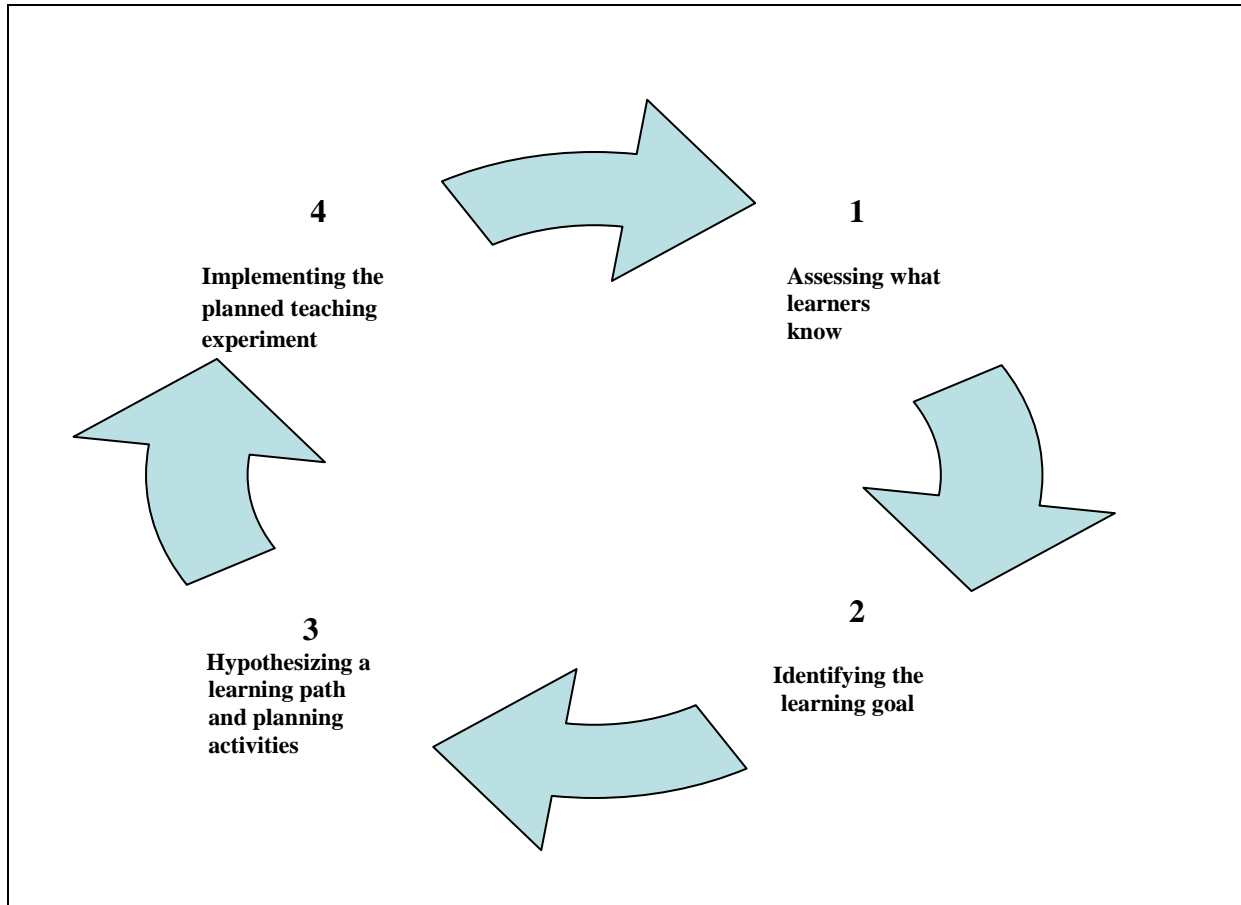 4
Implementing the
planned teaching
experiment
1
Assessing what
learners
know
3
Hypothesizing a
learning path
and planning
activities
2
Identifying the
learning goal